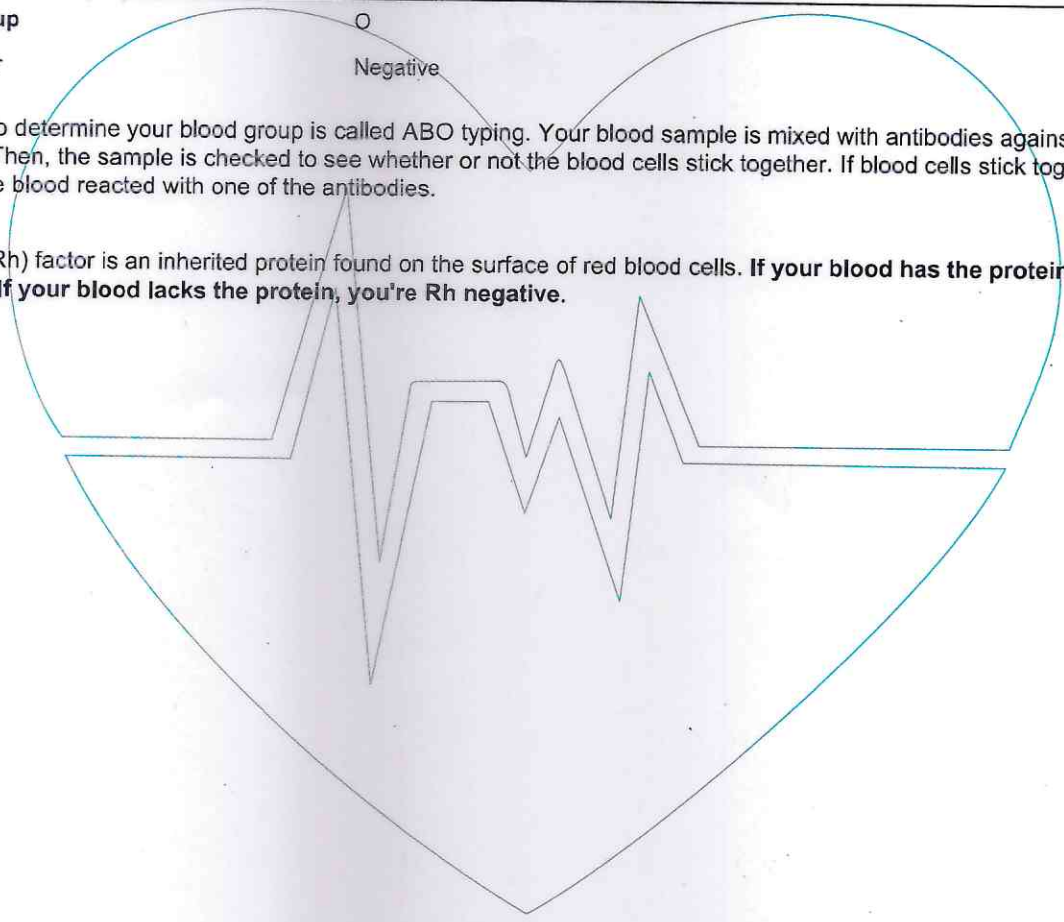 up O
Negative
o determine your blood group is called ABO typing. Your blood sample is mixed with antibodies agains
Then, the sample is checked to see whether or not the blood cells stick together. If blood cells stick tog
e blood reacted with one of the antibodies.
Rh) factor is an inherited protein found on the surface of red blood cells. If your blood has the protein
If your blood lacks the protein, you're Rh negative.